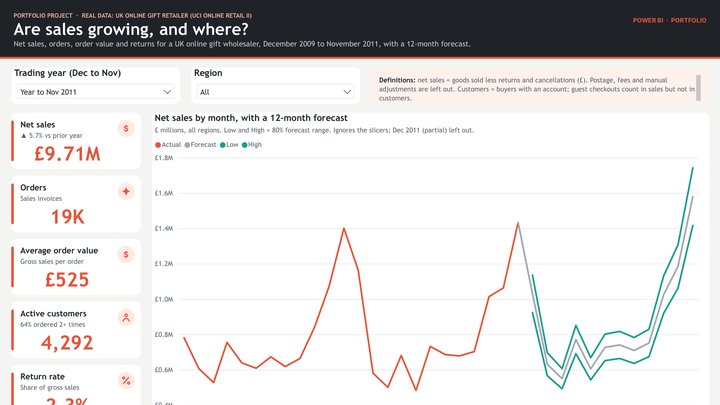 PORTFOLIO PROJECT · REAL DATA: UK ONLINE GIFT RETAILER (UCI ONLINE RETAIL II)
POWER BI · PORTFOLIO
Are sales growing, and where?
Net sales, orders, order value and returns for a UK online gift wholesaler, December 2009 to November 2011, with a 12-month forecast.
Trading year (Dec to Nov)
Year to Nov 2011
Region
All
Definitions: net sales = goods sold less returns and cancellations (£). Postage, fees and manual
adjustments are left out. Customers = buyers with an account; guest checkouts count in sales but not in
customers.
Net sales
▲ 5.7% vs prior year
$
£9.71M
Orders
Sales invoices
19K
Average order value
Gross sales per order
$
£525
Active customers
64% ordered 2+ times
4,292
Return rate
Share of gross sales
%
2.3%
Net sales by month, with a 12-month forecast
£ millions, all regions. Low and High = 80% forecast range. Ignores the slicers; Dec 2011 (partial) left out.
Actual Forecast Low High
£1.8M
£1.6M
£1.4M
£1.2M
£1.0M
£0.8M
£0.6M
£0.4M